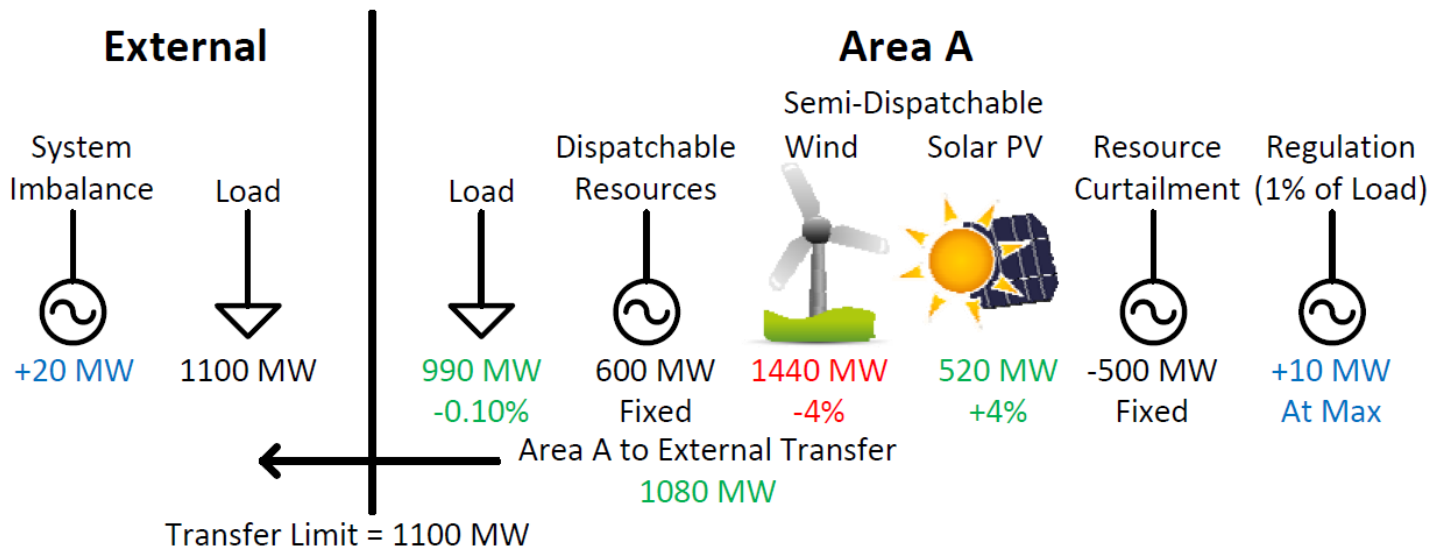 External
Area A
Semi-Dispatchable
System
Imbalance
Load
Load
Dispatchable
Resources
Wind
Solar PV
Resource
Curtailment
Regulation
(1% of Load)
+20 MW
1100 MW
990 MW
-0.10%
600 MW
Fixed
1440 MW
-4%
520 MW
+4%
-500 MW
Fixed
+10 MW
At Max
Area A to External Transfer
1080 MW
Transfer Limit = 1100 MW